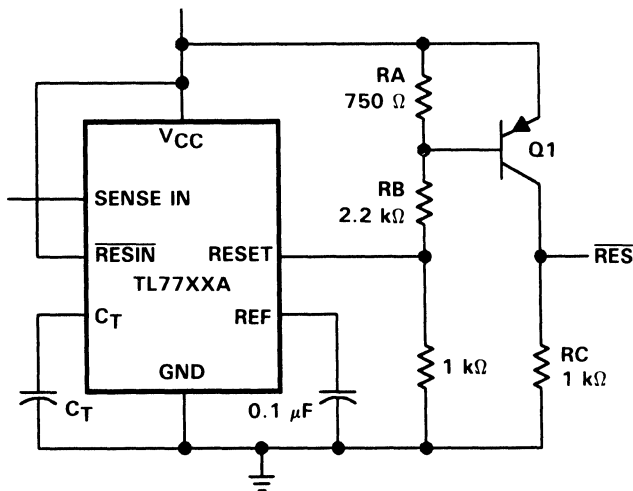 RA
750 Ω
VCC
Q1
SENSE IN
RB
2.2 kΩ
RESIN
RESET
RES
TL77XXA
CT
REF
GND
1 kΩ
RC
1 kΩ
CT
0.1 μF